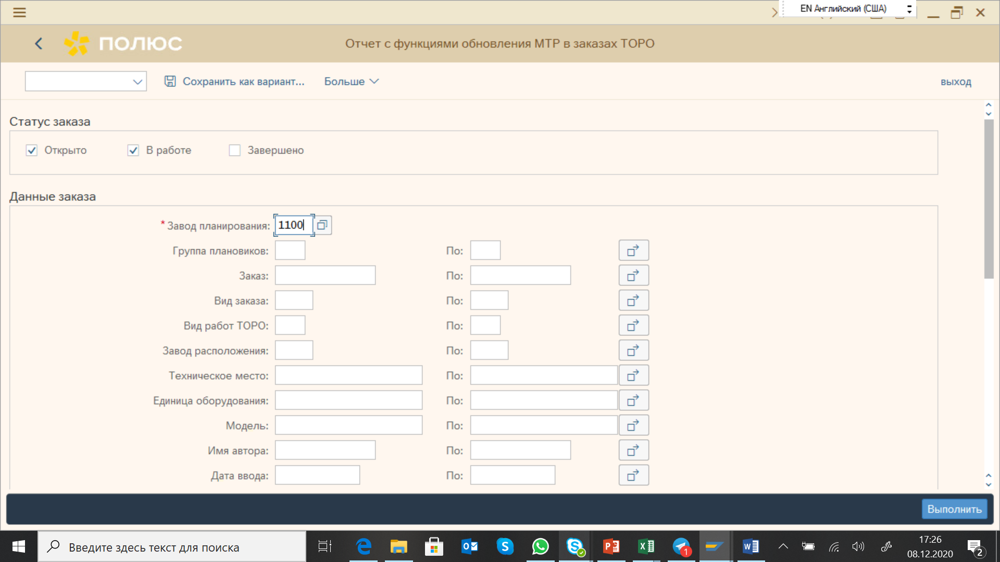 EN Английский (США)
ПОЛЮС
Отчет с функциями обновления МТР в заказах ТОРО
Сохранить как вариант...
Больше
выход
Статус заказа
Открыто
В работе
Завершено
Данные заказа
* Завод планирования: 1100
Группа плановиков: По:
Заказ: По:
Вид заказа: По:
Вид работ ТОРО: По:
Завод расположения: По:
Техническое место: По:
Единица оборудования: По:
Модель: По:
Имя автора: По:
Дата ввода: По:
Выполнить
Введите здесь текст для поиска
1
17:26
08.12.2020
2